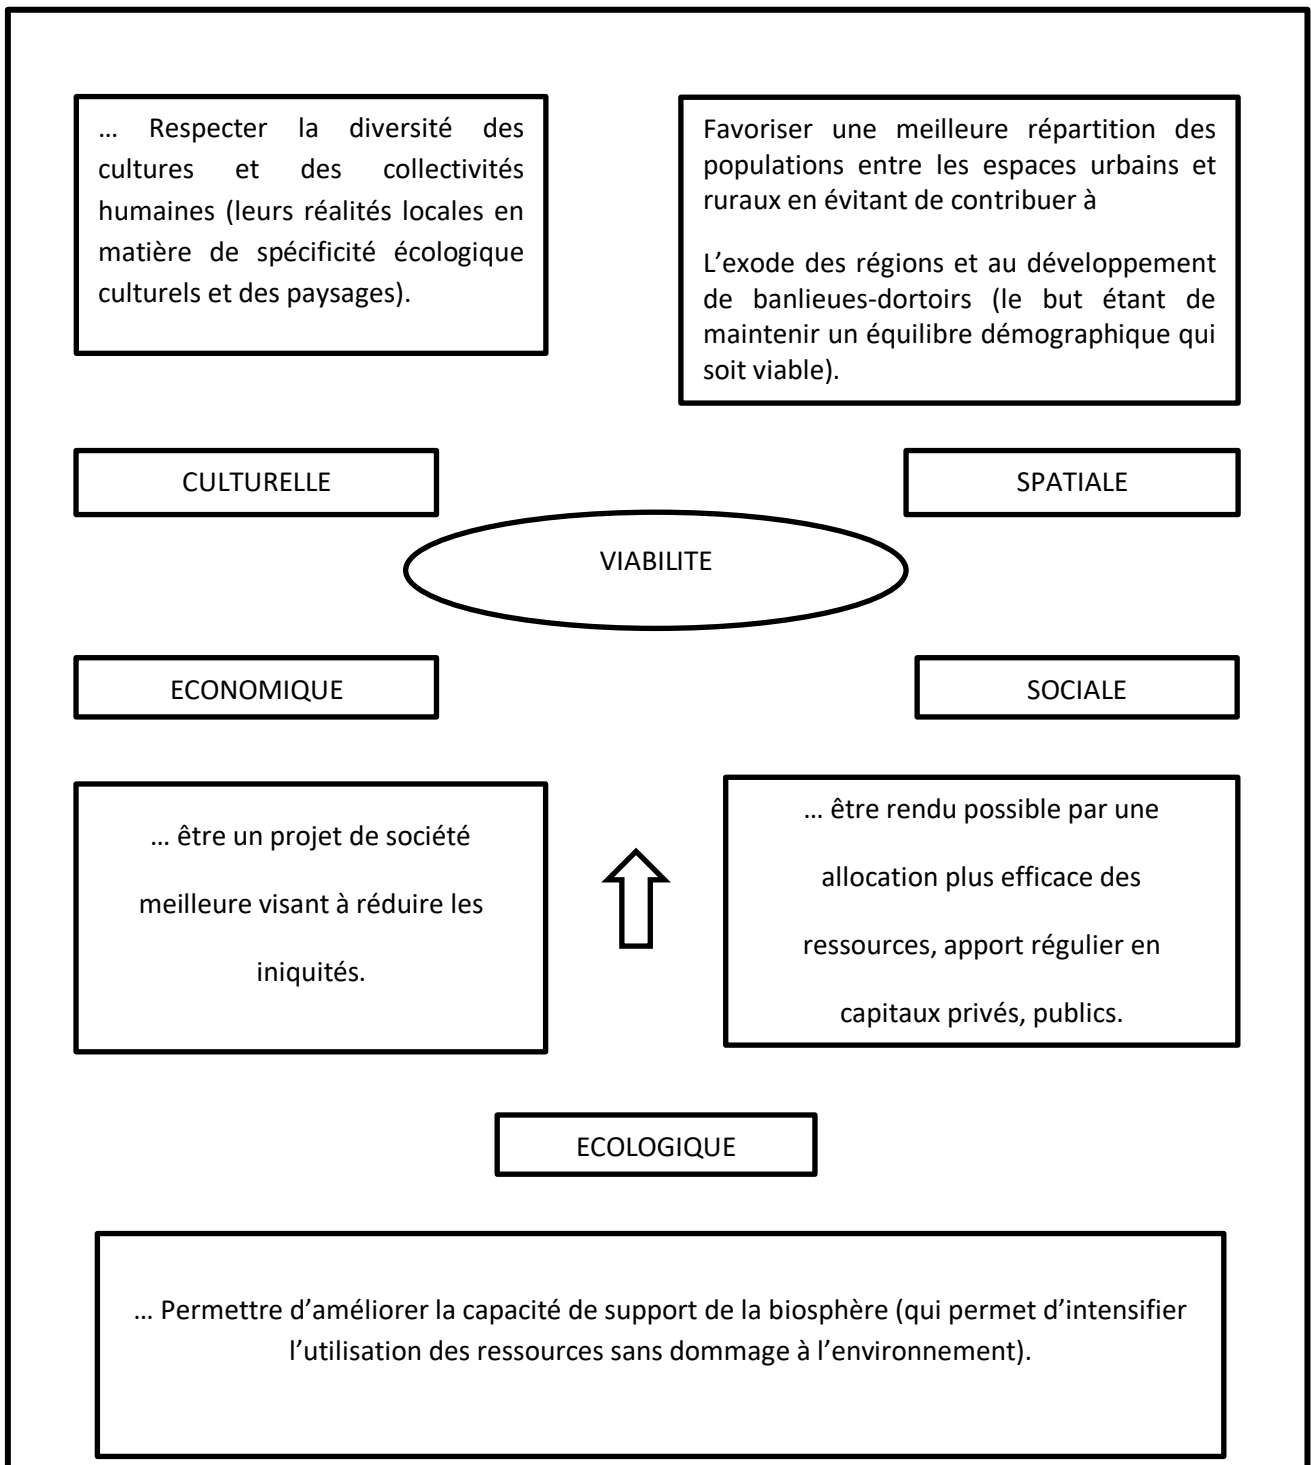 ... Respecter la diversité des
cultures et des collectivités
humaines (leurs réalités locales en
matière de spécificité écologique
culturels et des paysages).
Favoriser une meilleure répartition des
populations entre les espaces urbains et
ruraux en évitant de contribuer à
L’exode des régions et au développement
de banlieues-dortoirs (le but étant de
maintenir un équilibre démographique qui
soit viable).
CULTURELLE
SPATIALE
VIABILITE
ECONOMIQUE
SOCIALE
... être un projet de société
meilleure visant à réduire les
iniquités.
... être rendu possible par une
allocation plus efficace des
ressources, apport régulier en
capitaux privés, publics.
ECOLOGIQUE
... Permettre d’améliorer la capacité de support de la biosphère (qui permet d’intensifier
l’utilisation des ressources sans dommage à l’environnement).